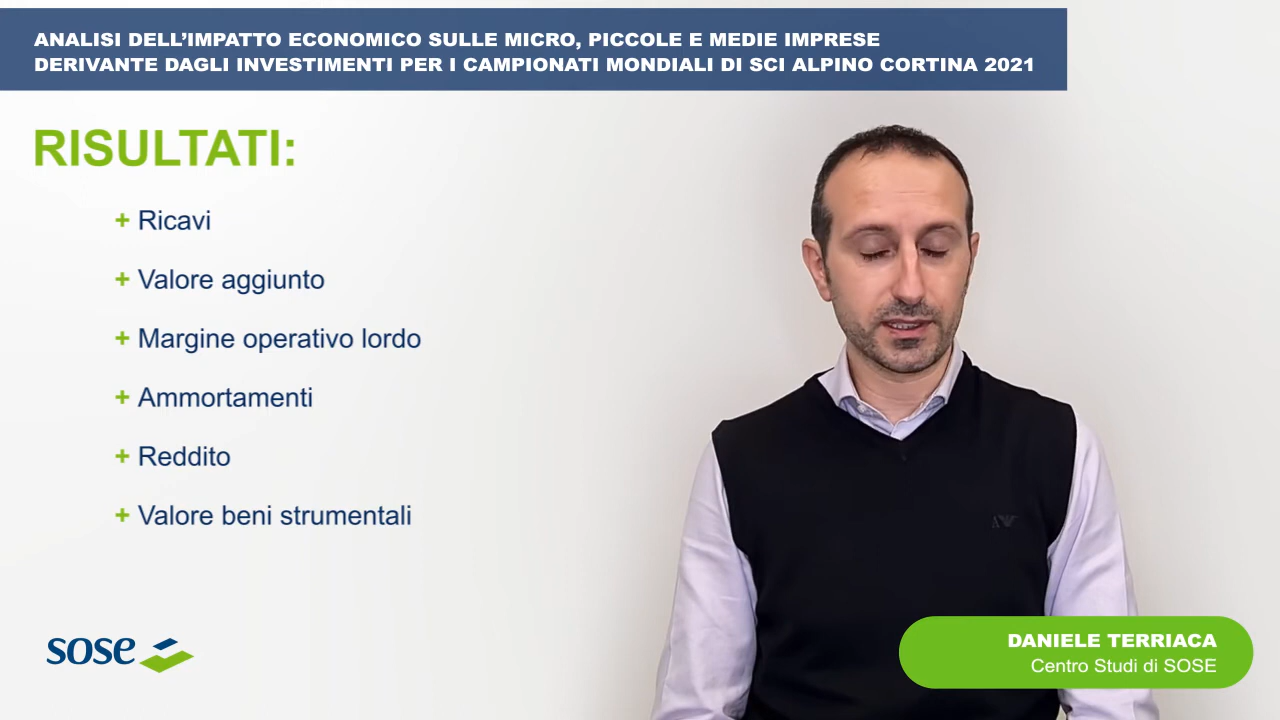 ANALISI DELL’IMPATTO ECONOMICO SULLE MICRO, PICCOLE E MEDIE IMPRESE
DERIVANTE DAGLI INVESTIMENTI PER I CAMPIONATI MONDIALI DI SCI ALPINO CORTINA 2021
RISULTATI:
+ Ricavi
+ Valore aggiunto
+ Margine operativo lordo
+ Ammortamenti
+ Reddito
+ Valore beni strumentali
sose
DANIELE TERRIACA
Centro Studi di SOSE